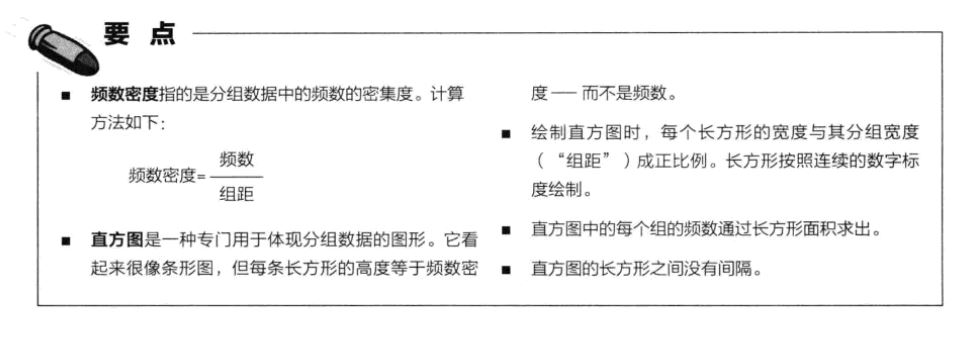 要 点
■ 频数密度指的是分组数据中的频数的密集度。计算
方法如下：
频数密度=频数
组距
■ 直方图是一种专门用于体现分组数据的图形。它看
起来很像条形图，但每条长方形的高度等于频数密
度 —— 而不是频数。
■ 绘制直方图时，每个长方形的宽度与其分组宽度
（“组距”）成正比例。长方形按照连续的数字标
度绘制。
■ 直方图中的每个组的频数通过长方形面积求出。
■ 直方图的长方形之间没有间隔。